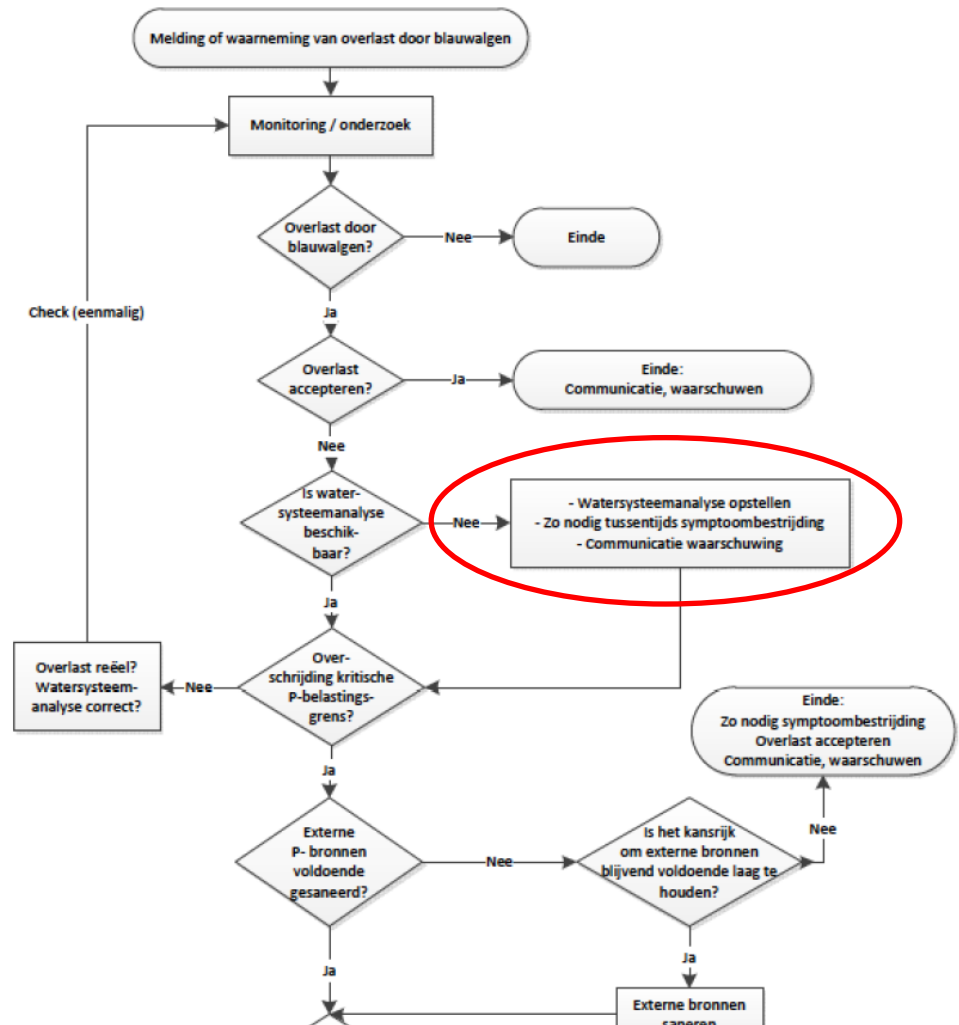 Melding of waarneming van overlast door blauwalgen
Monitoring / onderzoek
Overlast door
blauwalgen?
Nee
Einde
Ja
Check (eenmalig)
Overlast
accepteren?
Ja
Einde:
Communicatie, waarschuwen
Nee
Is water-
systeemanalyse
beschik-
baar?
Nee
- Watersysteemanalyse opstellen
- Zo nodig tussentijds symptoombestrijding
- Communicatie waarschuwing
Ja
Over-
schrijding kritische
P-belastings-
grens?
Nee
Overlast reëel?
Watersysteem-
analyse correct?
Einde:
Zo nodig symptoombestrijding
Overlast accepteren
Communicatie, waarschuwen
Ja
Externe
P- bronnen
voldoende
gesaneerd?
Nee
Is het kansrijk
om externe bronnen
blijvend voldoende laag te
houden?
Nee
Ja
Ja
Externe bronnen
saneren